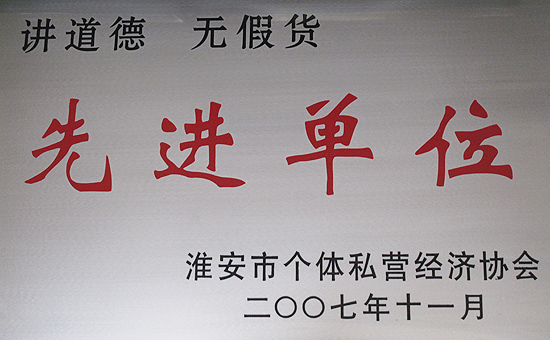 讲道德 无假货
先进单位
淮安市个体私营经济协会
二〇〇七年十一月